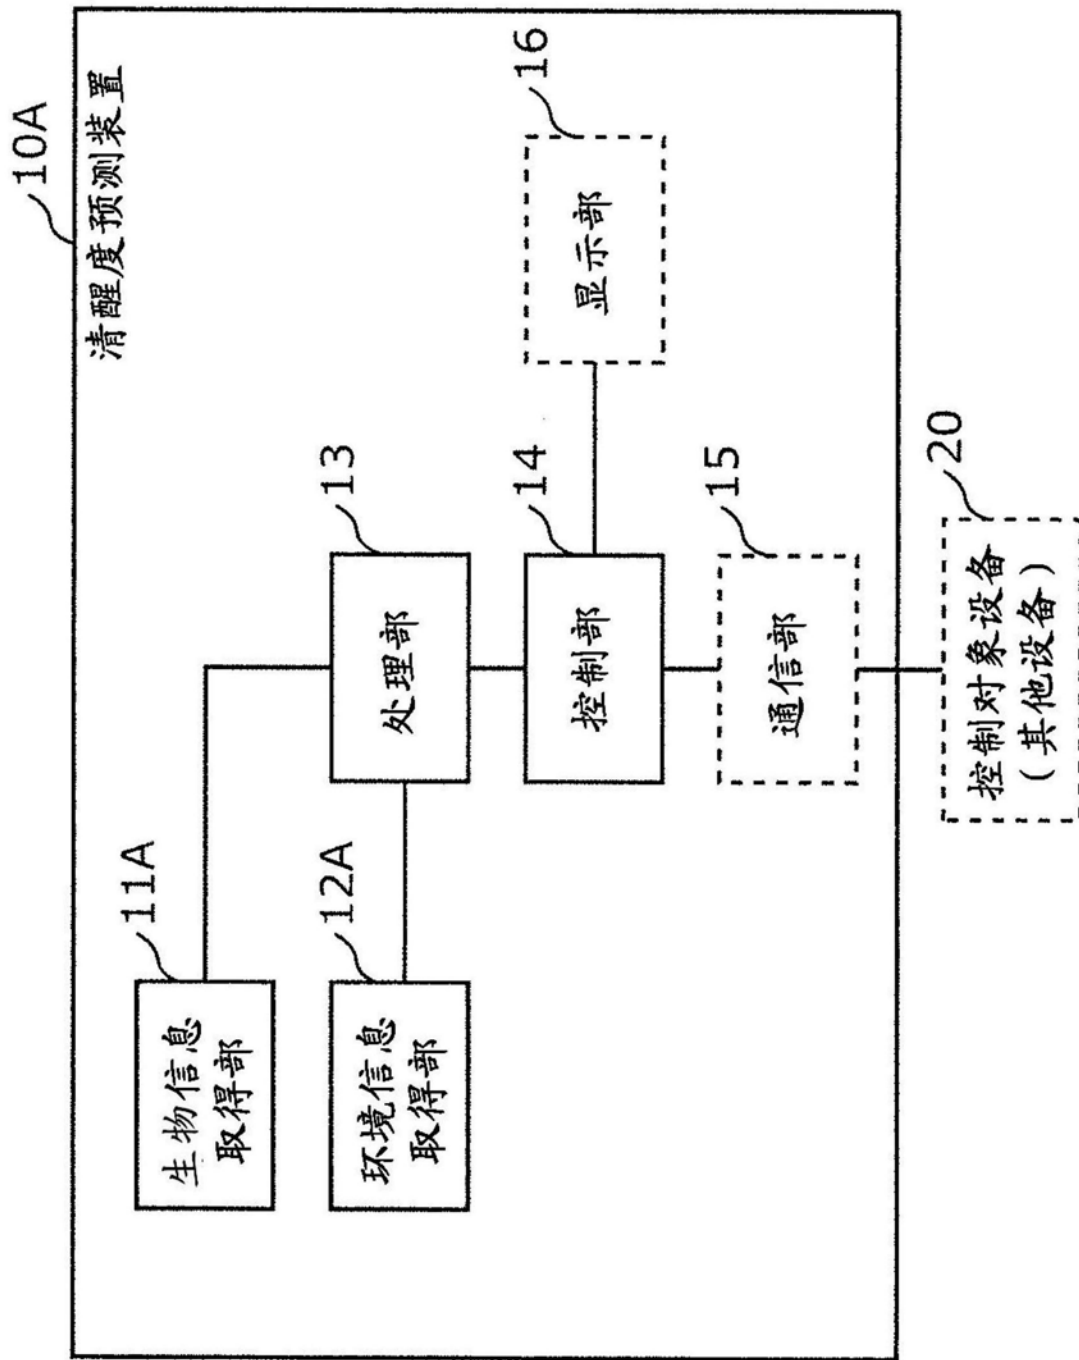 10A
清醒度预测装置
11A
生物信息
取得部
13
处理部
12A
环境信息
取得部
16
显示部
14
控制部
15
通信部
20
控制对象设备
（其他设备）